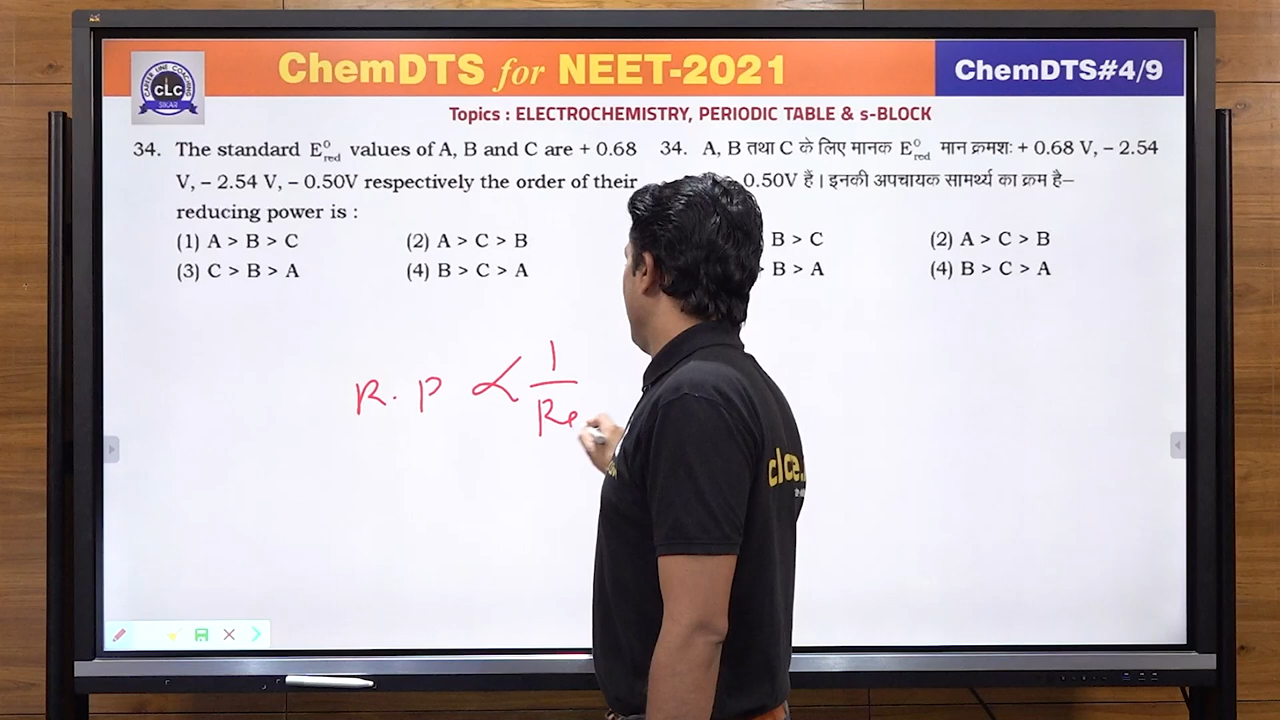 ChemDTS for NEET-2021
ChemDTS#4/9
CAREER LINE COACHING
CLC
SIKAR
Topics : ELECTROCHEMISTRY, PERIODIC TABLE & s-BLOCK
34. The standard E°red values of A, B and C are + 0.68
V, – 2.54 V, – 0.50V respectively the order of their
reducing power is :
(1) A > B > C (2) A > C > B
(3) C > B > A (4) B > C > A
34. A, B तथा C के लिए मानक E°red मान क्रमशः + 0.68 V, – 2.54
0.50V हैं। इनकी अपचायक सामर्थ्य का क्रम है–
B > C (2) A > C > B
> B > A (4) B > C > A
R. P ∝ 1
Re